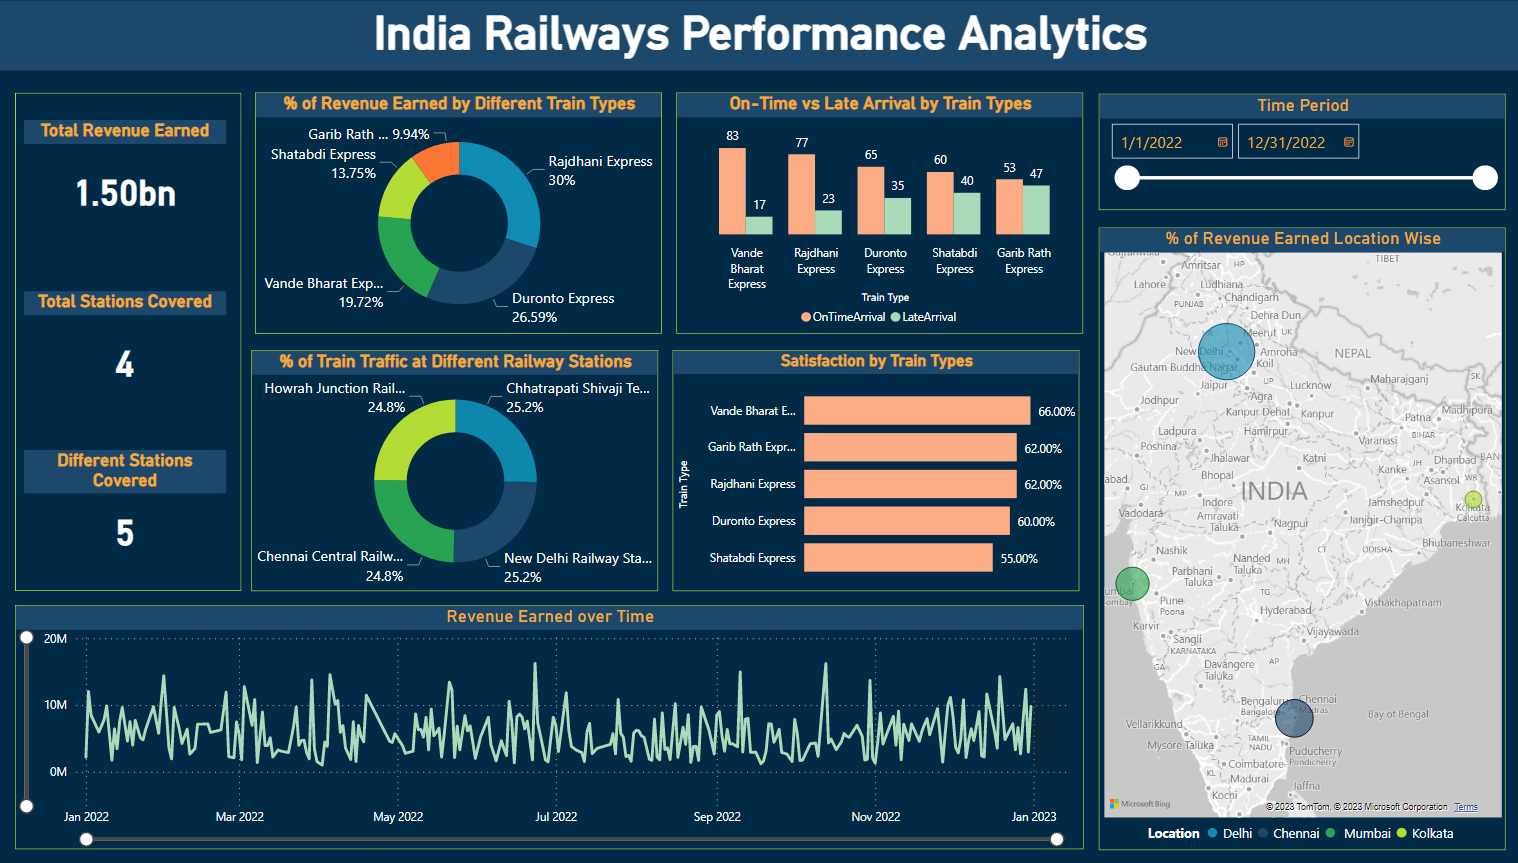 India Railways Performance Analytics
Total Revenue Earned
1.50bn
Total Stations Covered
4
Different Stations
Covered
5
% of Revenue Earned by Different Train Types
Garib Rath ... 9.94%
Shatabdi Express
13.75%
Rajdhani Express
30%
Vande Bharat Exp...
19.72%
Duronto Express
26.59%
On-Time vs Late Arrival by Train Types
83
17
77
23
65
35
60
40
53
47
Vande
Bharat
Express
Rajdhani
Express
Duronto
Express
Shatabdi
Express
Garib Rath
Express
Train Type
OnTimeArrival LateArrival
Time Period
1/1/2022
12/31/2022
% of Train Traffic at Different Railway Stations
Howrah Junction Rail...
24.8%
Chhatrapati Shivaji Te...
25.2%
Chennai Central Railw...
24.8%
New Delhi Railway Sta...
25.2%
Satisfaction by Train Types
Train Type
Vande Bharat E...
66.00%
Garib Rath Expr...
62.00%
Rajdhani Express
62.00%
Duronto Express
60.00%
Shatabdi Express
55.00%
Revenue Earned over Time
20M
10M
0M
Jan 2022
Mar 2022
May 2022
Jul 2022
Sep 2022
Nov 2022
Jan 2023
% of Revenue Earned Location Wise
TIBET
Amritsar
HP
Lahore
Ludhiana
PUNJAB
Chandigarh
Dehra Dun
Meerut
UK
New Delhi
Amroha
NEPAL
Gautam Buddha Nagar
Koil
SK
Jaipur
UP
Lucknow
Maharajganj
Jodhpur
Agra
Kanpur Dehat
Kanpur
Patna
Madhipura
Ladpura
Hamirpur
Varanasi
BIHAR
Poshina
Jhalawar
Katni
Kanke
JH
Dhanbad
BAN
Bhopal
Asansol
WB
abad
GJ
MP
Indore
INDIA
Jamshedpur
Kolkata
Calcutta
Vadodara
Amravati
Taluka
Nagpur
Janjgir-Champa
Nashik
CT
ODISHA
Bhubaneshwar
Parbhani
Taluka
Nanded
Taluka
MH
umbai
ombay
Pune
Poona
TG
Hyderabad
Vishakhapatnam
Karvir
Sangli
KARNATAKA
Vijayawada
GA
Davangere
Taluka
AP
Bengaluru
Bangalore
Chennai
Madras
Bay of Bengal
Vellarikkund
Mysore Taluka
TAMIL
NADU
Puducherry
Pondicherry
KL
Coimbatore
Madurai
Jaffna
Kochi
Microsoft Bing
© 2023 TomTom, © 2023 Microsoft Corporation Terms
Location Delhi Chennai Mumbai Kolkata